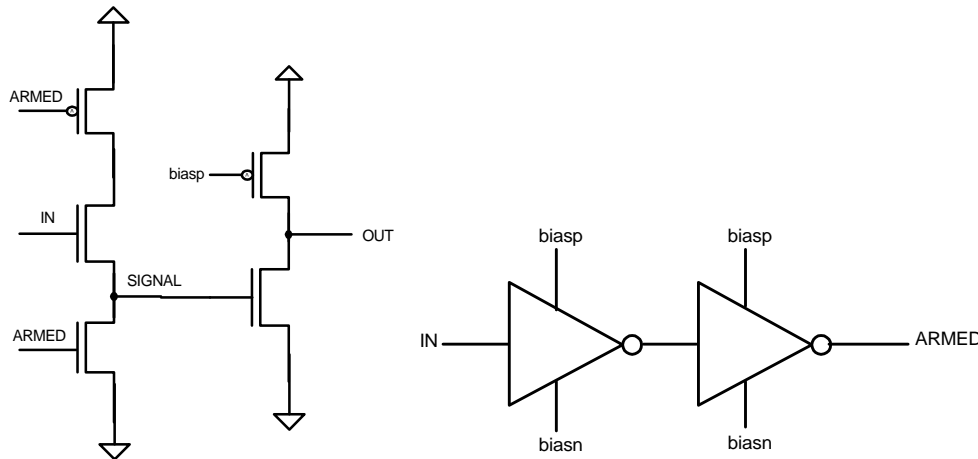 ARMED
biasp
IN
OUT
SIGNAL
ARMED
biasp
biasp
IN
ARMED
biasn
biasn